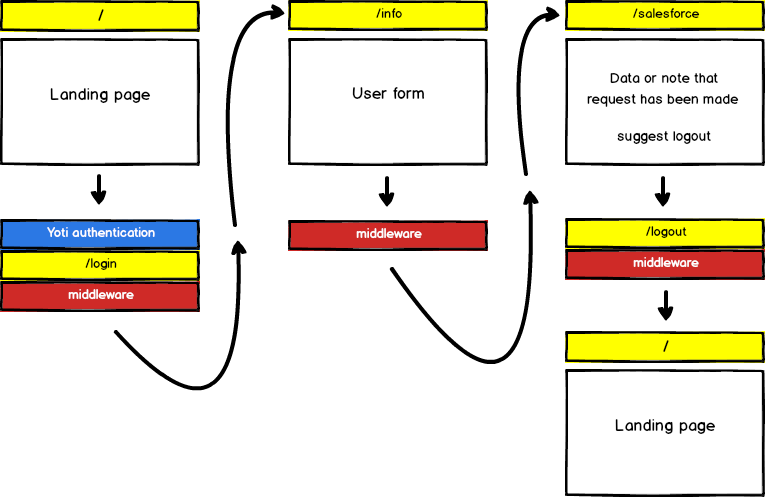 /
Landing page
Yoti authentication
/login
middleware
/info
User form
middleware
/salesforce
Data or note that
request has been made
suggest logout
/logout
middleware
/
Landing page